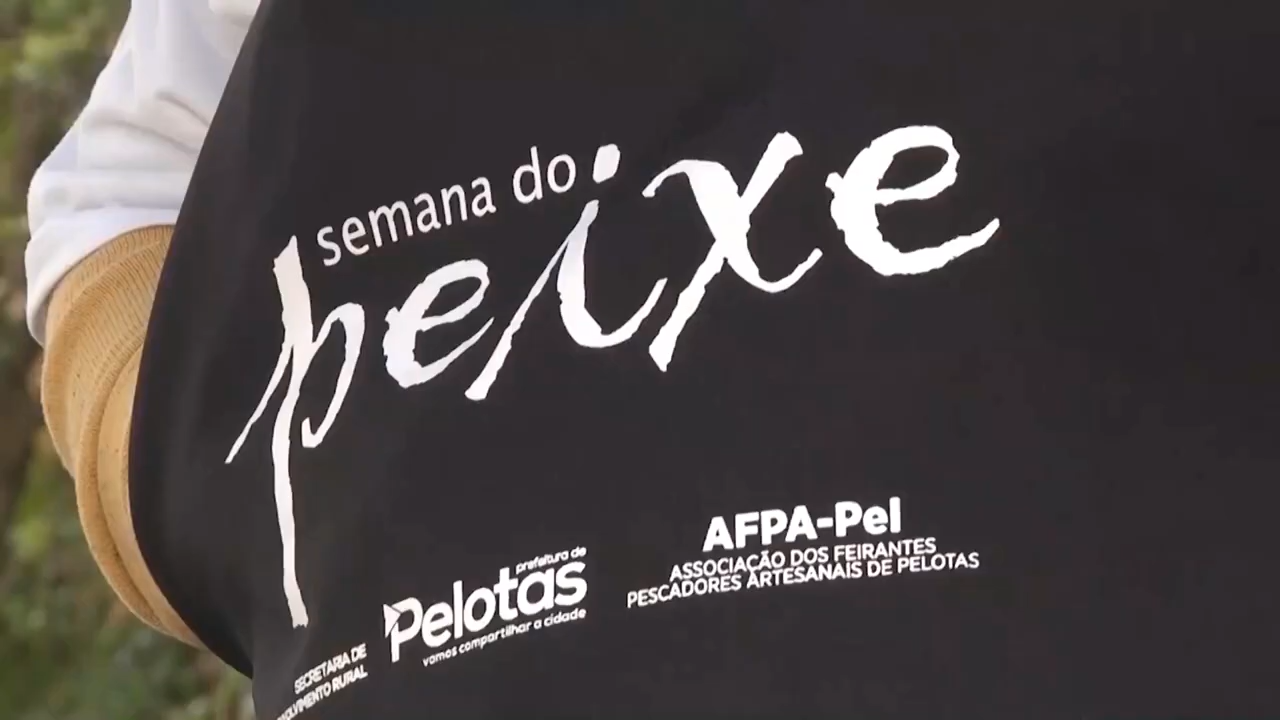 semana do
peixe
AFPA-Pel
ASSOCIAÇÃO DOS FEIRANTES
PESCADORES ARTESANAIS DE PELOTAS
prefeitura de
Pelotas
vamos compartilhar a cidade
SECRETARIA DE
RURAL